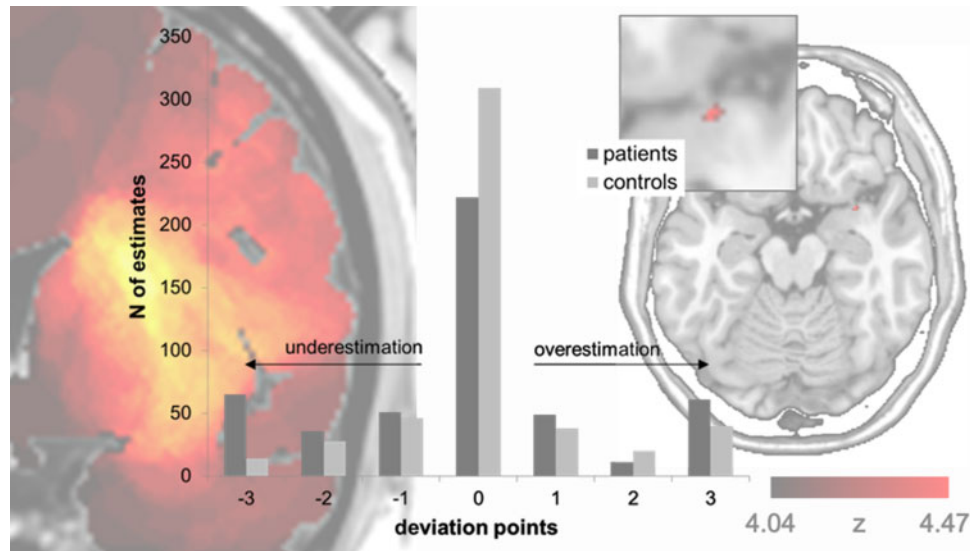 350
300
250
200
150
100
50
0
N of estimates
underestimation
overestimation
patients
controls
-3 -2 -1 0 1 2 3
deviation points
4.04 z 4.47